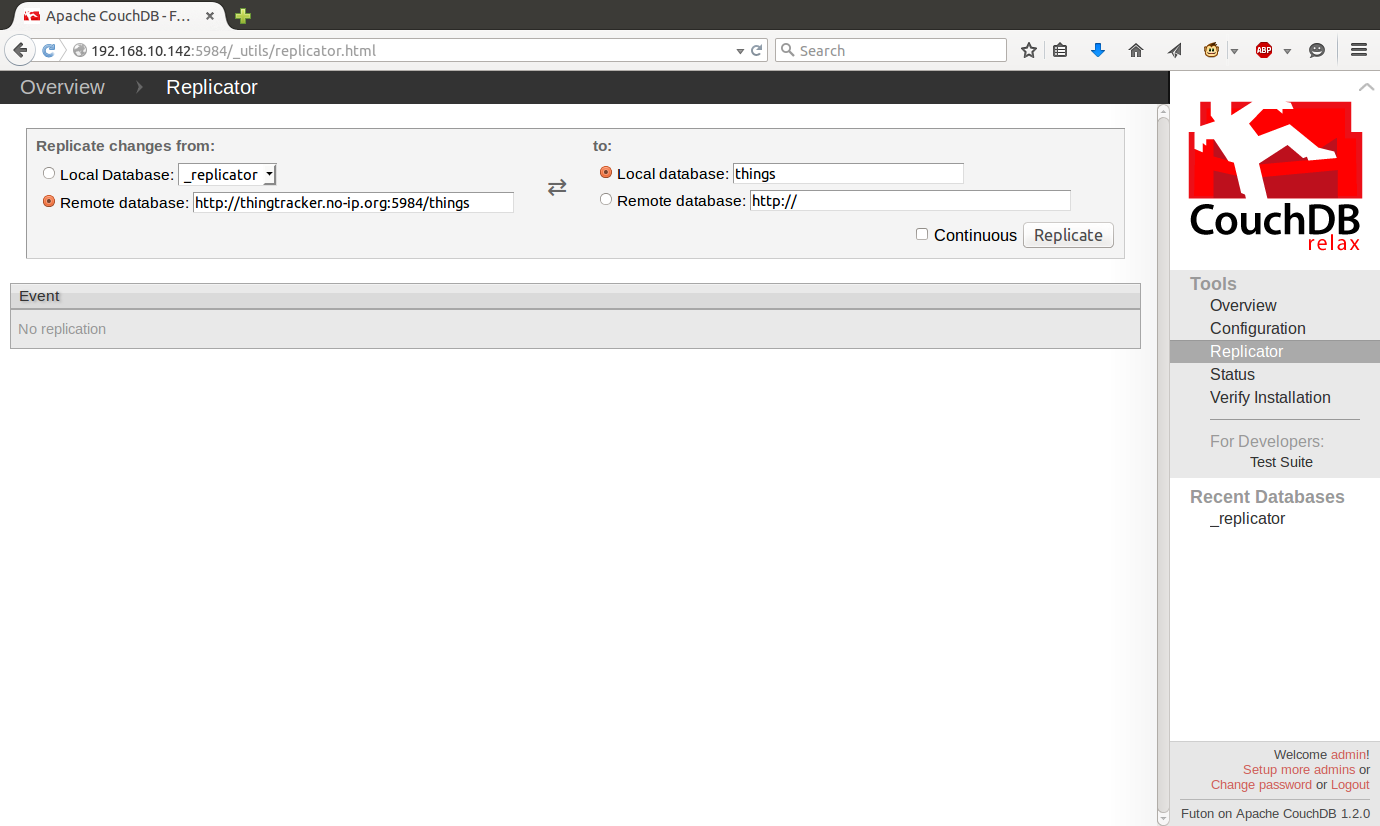 Apache CouchDB - F...
192.168.10.142:5984/_utils/replicator.html
Search
ABP
Overview
Replicator
Replicate changes from:
to:
Local Database: _replicator
Local database: things
Remote database: http://thingtracker.no-ip.org:5984/things
Remote database: http://
Continuous Replicate
Event
No replication
CouchDB
relax
Tools
Overview
Configuration
Replicator
Status
Verify Installation
For Developers:
Test Suite
Recent Databases
_replicator
Welcome admin!
Setup more admins or
Change password or Logout
Futon on Apache CouchDB 1.2.0